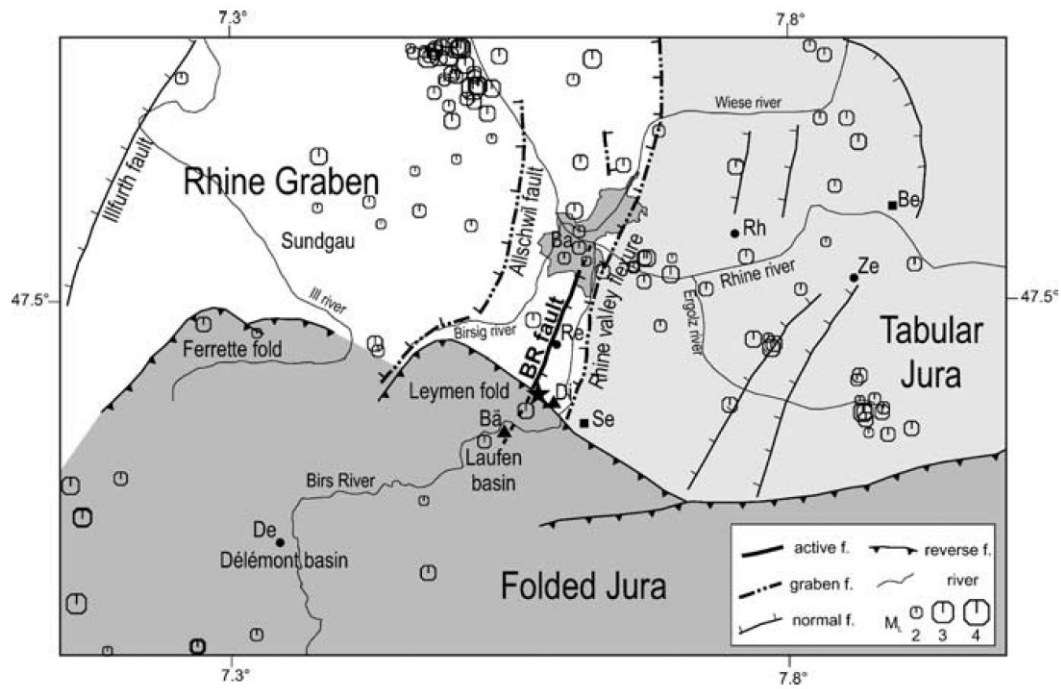 7.3°
7.8°
Wiese river
Illfurth fault
Rhine Graben
Allschwil fault
Be
Sundgau
Ba
Rh
Rhine valley flexure
Rhine river
Ze
47.5°
47.5°
Ill river
Birsig river
BR fault
Re
Ergolz river
Tabular
Jura
Ferrette fold
Leymen fold
Di
Bä
Se
Laufen
basin
Birs River
De
Délémont basin
Folded Jura
active f.
reverse f.
graben f.
river
normal f.
ML
2
3
4
7.3°
7.8°